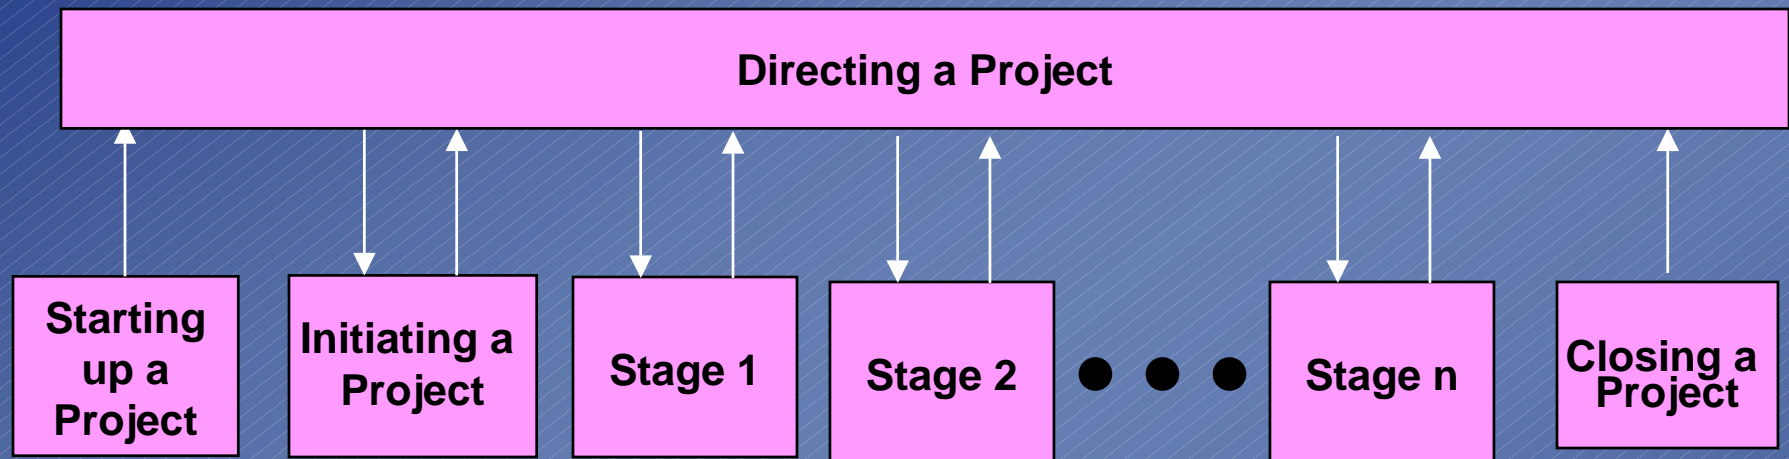 Directing a Project
Starting
up a
Project
Initiating a
Project
Stage 1
Stage 2
Stage n
Closing a
Project